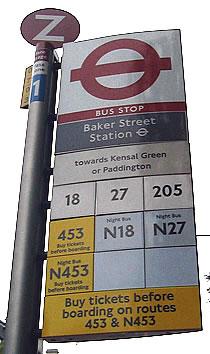 Z
1
BUS STOP
Baker Street
Station
towards Kensal Green
or Paddington
18 27 205
453
Buy tickets
before boarding
Night Bus
N18
Night Bus
N27
Night Bus
N453
Buy tickets
before boarding
Buy tickets before
boarding on routes
453 & N453